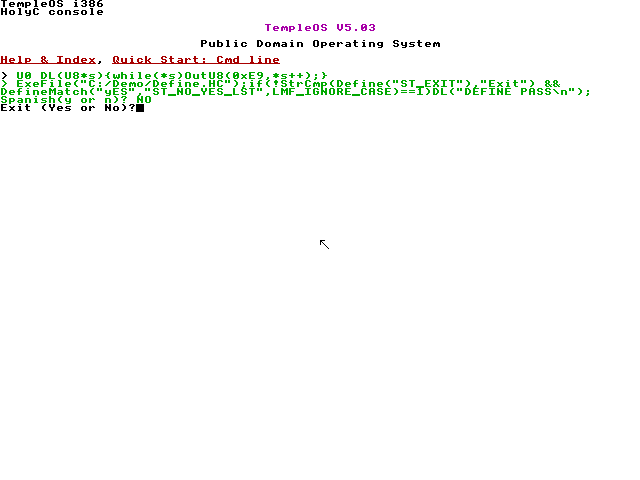 TempleOS i386
HolyC console
TempleOS V5.03
Public Domain Operating System
Help & Index, Quick Start: Cmd line
> U0 DL(U8*s){while(*s)OutU8(0xE9,*s++);}
> ExeFile("C:/Demo/Define.HC");if(!StrCmp(Define("ST_EXIT"),"Exit") &&
DefineMatch("yES","ST_NO_YES_LST",LMF_IGNORE_CASE)==1)DL("DEFINE PASS\n");
Spanish(y or n)? NO
Exit (Yes or No)?